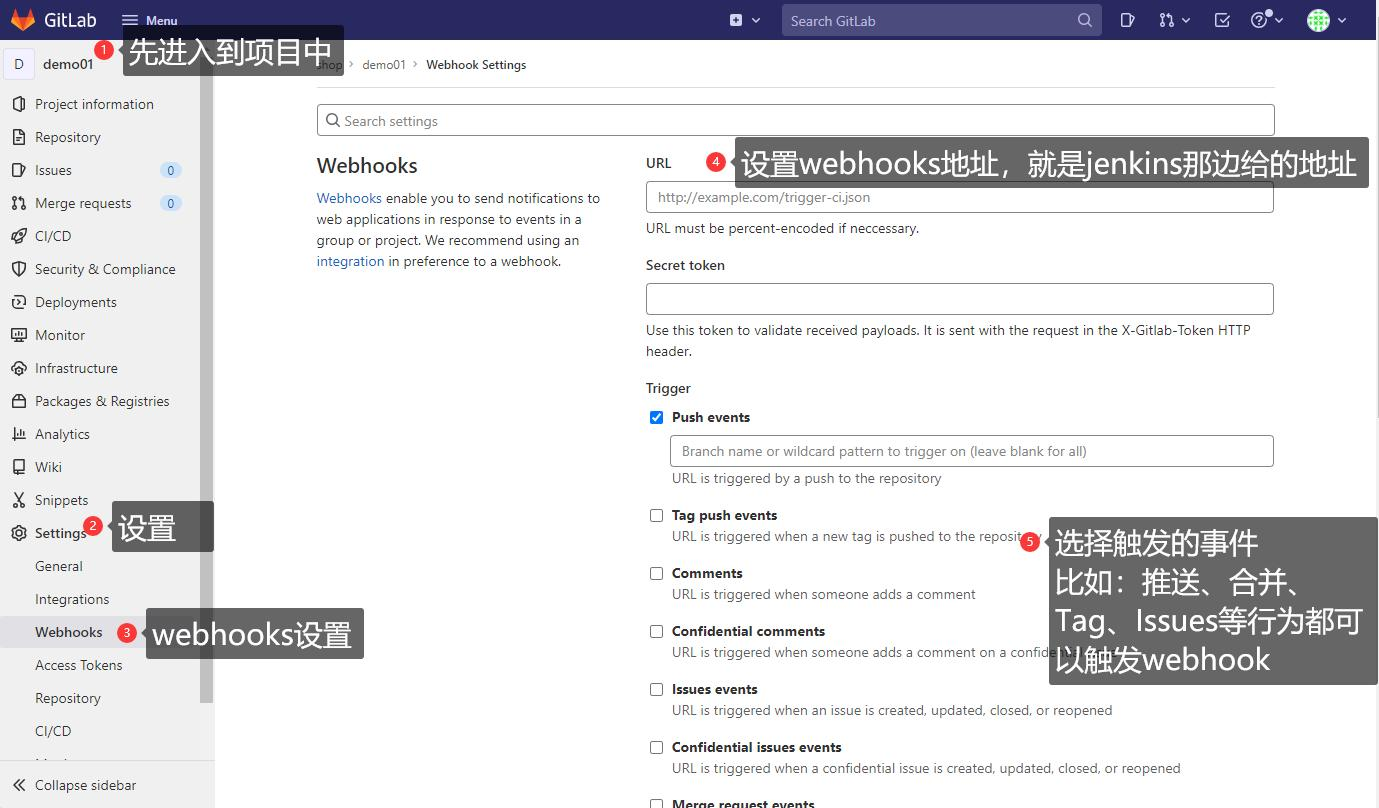 GitLab
Menu
Search GitLab
D
demo01
1
先进入到项目中
shop
demo01
Webhook Settings
Project information
Repository
Issues
0
Merge requests
0
CI/CD
Security & Compliance
Deployments
Monitor
Infrastructure
Packages & Registries
Analytics
Wiki
Snippets
Settings
2
设置
General
Integrations
Webhooks
3
webhooks设置
Access Tokens
Repository
CI/CD
Collapse sidebar
Search settings
Webhooks
Webhooks enable you to send notifications to
web applications in response to events in a
group or project. We recommend using an
integration in preference to a webhook.
URL
4
设置webhooks地址，就是jenkins那边给的地址
http://example.com/trigger-ci.json
URL must be percent-encoded if neccessary.
Secret token
Use this token to validate received payloads. It is sent with the request in the X-Gitlab-Token HTTP
header.
Trigger
Push events
Branch name or wildcard pattern to trigger on (leave blank for all)
URL is triggered by a push to the repository
Tag push events
URL is triggered when a new tag is pushed to the repository
5
选择触发的事件
比如：推送、合并、
Tag、Issues等行为都可
以触发webhook
Comments
URL is triggered when someone adds a comment
Confidential comments
URL is triggered when someone adds a comment on a confidential
Issues events
URL is triggered when an issue is created, updated, closed, or reopened
Confidential issues events
URL is triggered when a confidential issue is created, updated, closed, or reopened
Merge request events